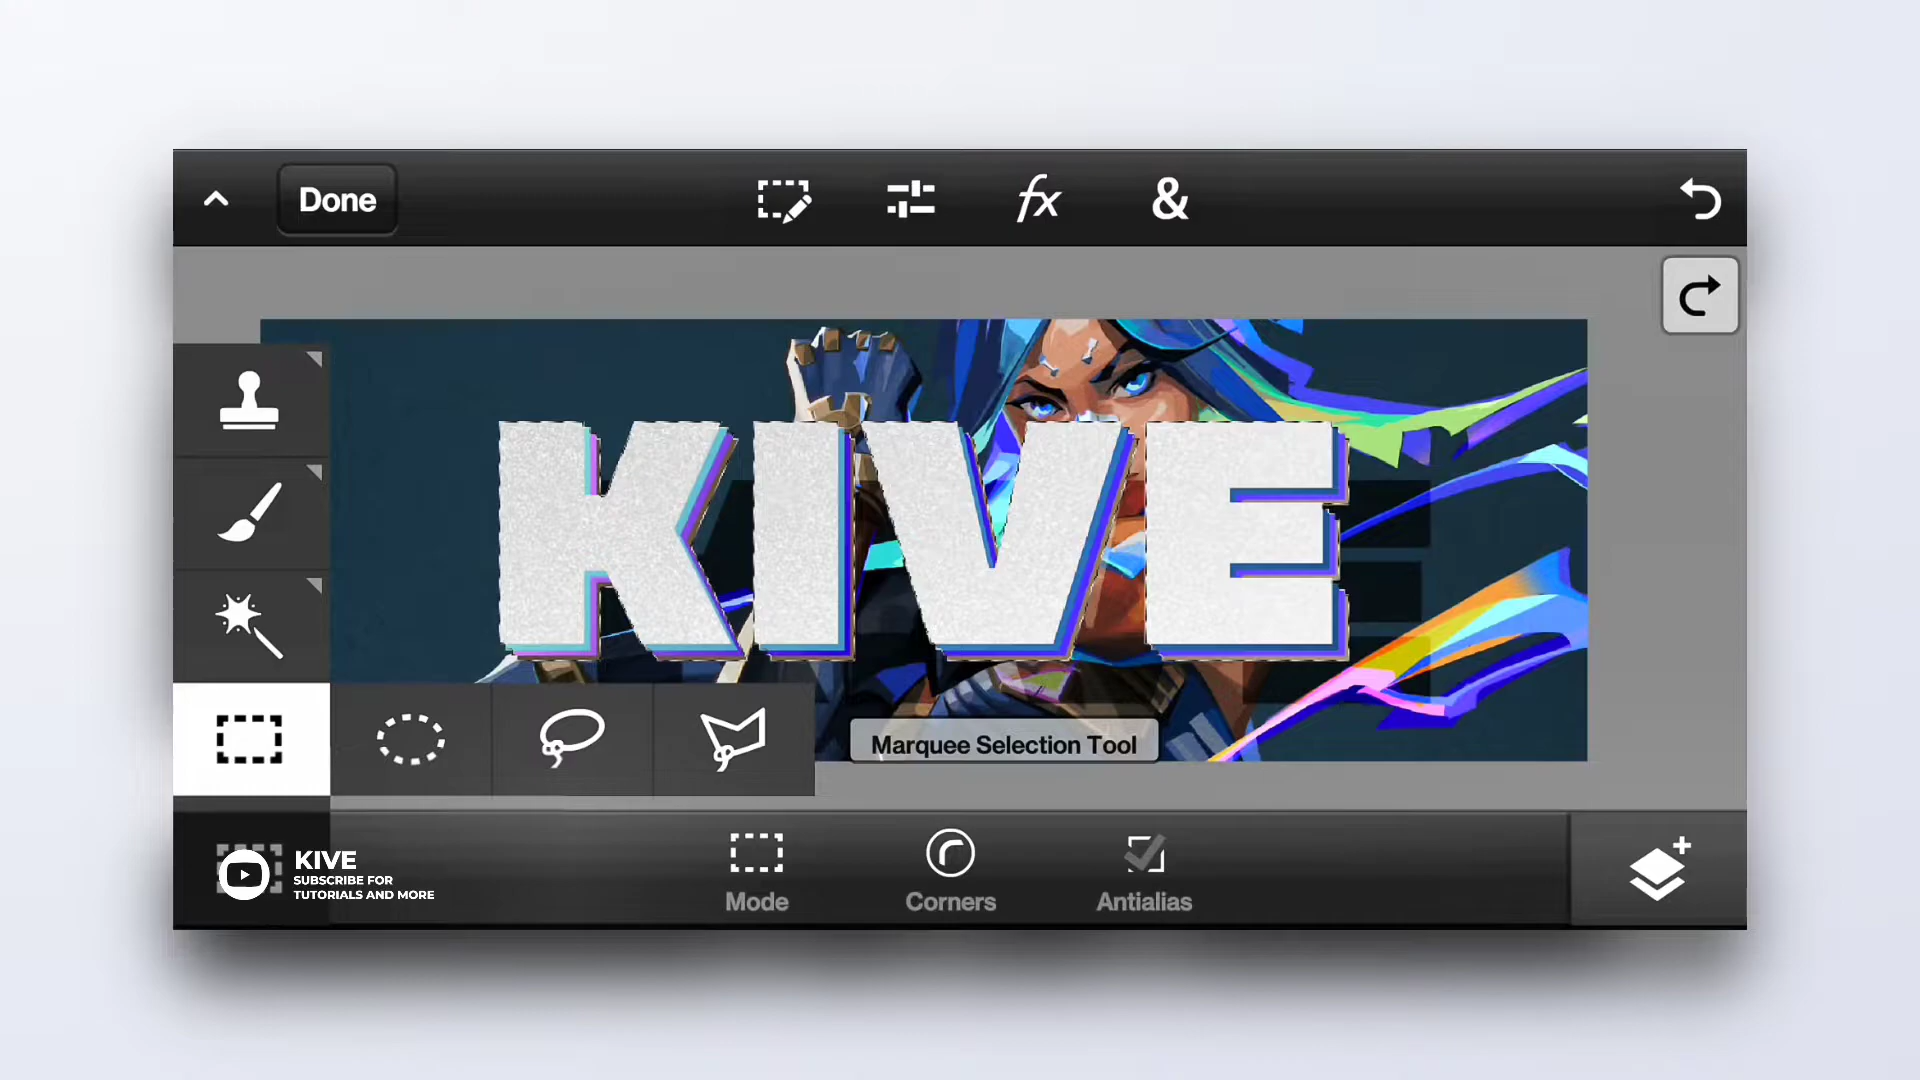 Done
fx
&
KIVE
Marquee Selection Tool
KIVE
SUBSCRIBE FOR
TUTORIALS AND MORE
Mode
Corners
Antialias